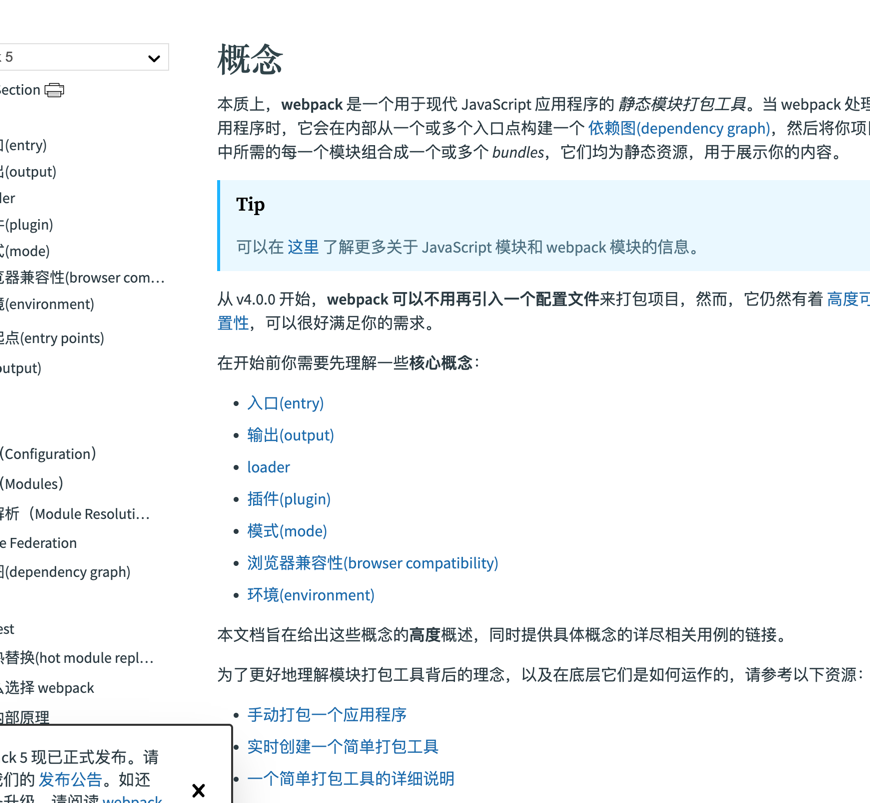 5
ection
(entry)
(output)
er
(plugin)
(mode)
器兼容性(browser com…
(environment)
起点(entry points)
output)
(Configuration)
(Modules)
解析（Module Resoluti…
e Federation
(dependency graph)
est
替换(hot module repl…
选择 webpack
部原理
ck 5 现已正式发布。请
们的 发布公告。如还
升级，请阅读 webpack
概念
本质上，webpack 是一个用于现代 JavaScript 应用程序的 静态模块打包工具。当 webpack 处理
用程序时，它会在内部从一个或多个入口点构建一个 依赖图(dependency graph)，然后将你项目
中所需的每一个模块组合成一个或多个 bundles，它们均为静态资源，用于展示你的内容。
Tip
可以在 这里 了解更多关于 JavaScript 模块和 webpack 模块的信息。
从 v4.0.0 开始，webpack 可以不用再引入一个配置文件来打包项目，然而，它仍然有着 高度可
置性，可以很好满足你的需求。
在开始前你需要先理解一些核心概念：
入口(entry)
输出(output)
loader
插件(plugin)
模式(mode)
浏览器兼容性(browser compatibility)
环境(environment)
本文档旨在给出这些概念的高度概述，同时提供具体概念的详尽相关用例的链接。
为了更好地理解模块打包工具背后的理念，以及在底层它们是如何运作的，请参考以下资源：
手动打包一个应用程序
实时创建一个简单打包工具
一个简单打包工具的详细说明